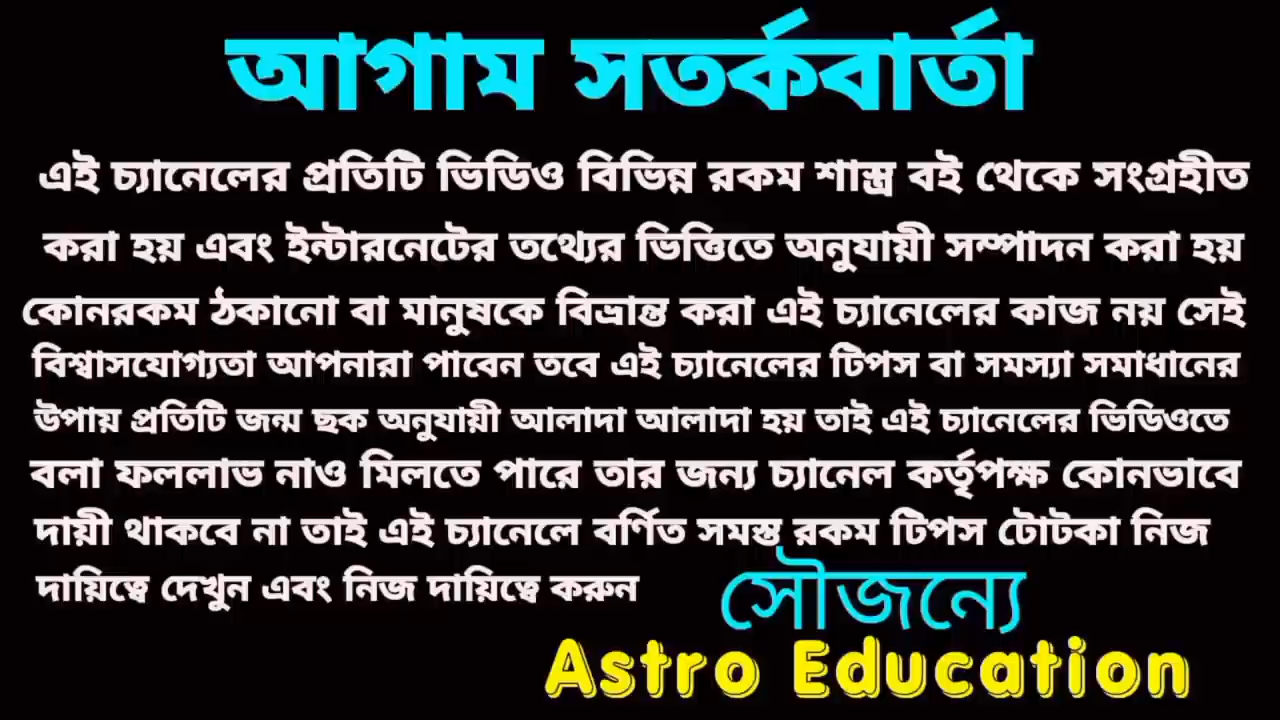 আগাম সতর্কবার্তা
এই চ্যানেলের প্রতিটি ভিডিও বিভিন্ন রকম শাস্ত্র বই থেকে সংগ্রহীত
করা হয় এবং ইন্টারনেটের তথ্যের ভিত্তিতে অনুযায়ী সম্পাদন করা হয়
কোনরকম ঠকানো বা মানুষকে বিভ্রান্ত করা এই চ্যানেলের কাজ নয় সেই
বিশ্বাসযোগ্যতা আপনারা পাবেন তবে এই চ্যানেলের টিপস বা সমস্যা সমাধানের
উপায় প্রতিটি জন্ম ছক অনুযায়ী আলাদা আলাদা হয় তাই এই চ্যানেলের ভিডিওতে
বলা ফললাভ নাও মিলতে পারে তার জন্য চ্যানেল কর্তৃপক্ষ কোনভাবে
দায়ী থাকবে না তাই এই চ্যানেলে বর্ণিত সমস্ত রকম টিপস টোটকা নিজ
দায়িত্বে দেখুন এবং নিজ দায়িত্বে করুন
সৌজন্যে
Astro Education